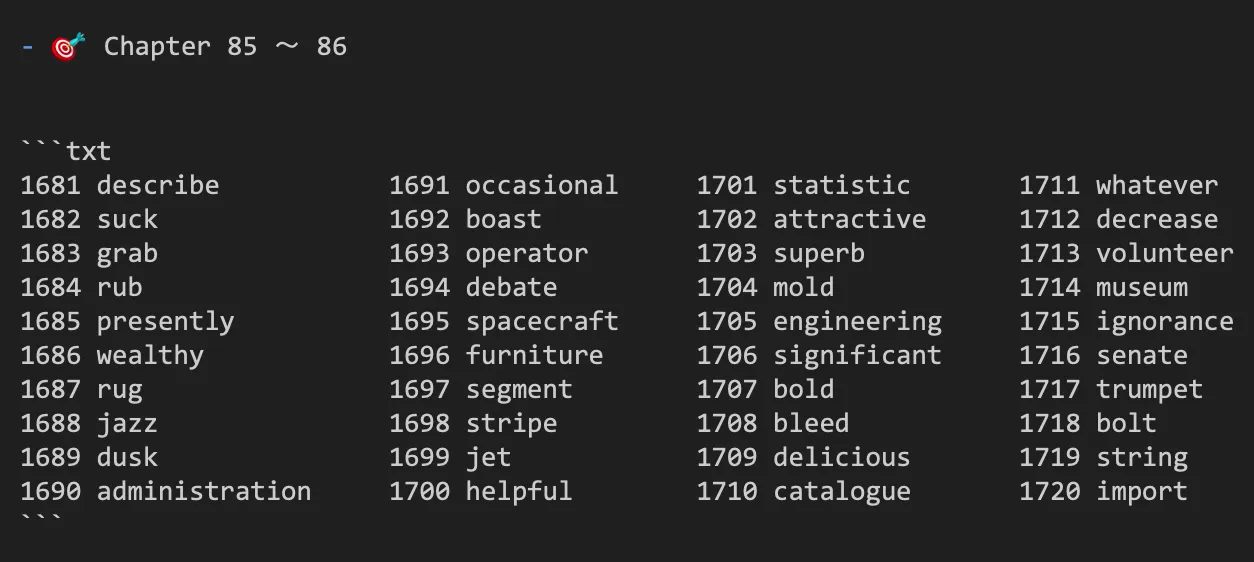 - 🎯 Chapter 85 ～ 86
```txt
1681 describe 1691 occasional 1701 statistic 1711 whatever
1682 suck 1692 boast 1702 attractive 1712 decrease
1683 grab 1693 operator 1703 superb 1713 volunteer
1684 rub 1694 debate 1704 mold 1714 museum
1685 presently 1695 spacecraft 1705 engineering 1715 ignorance
1686 wealthy 1696 furniture 1706 significant 1716 senate
1687 rug 1697 segment 1707 bold 1717 trumpet
1688 jazz 1698 stripe 1708 bleed 1718 bolt
1689 dusk 1699 jet 1709 delicious 1719 string
1690 administration 1700 helpful 1710 catalogue 1720 import
```